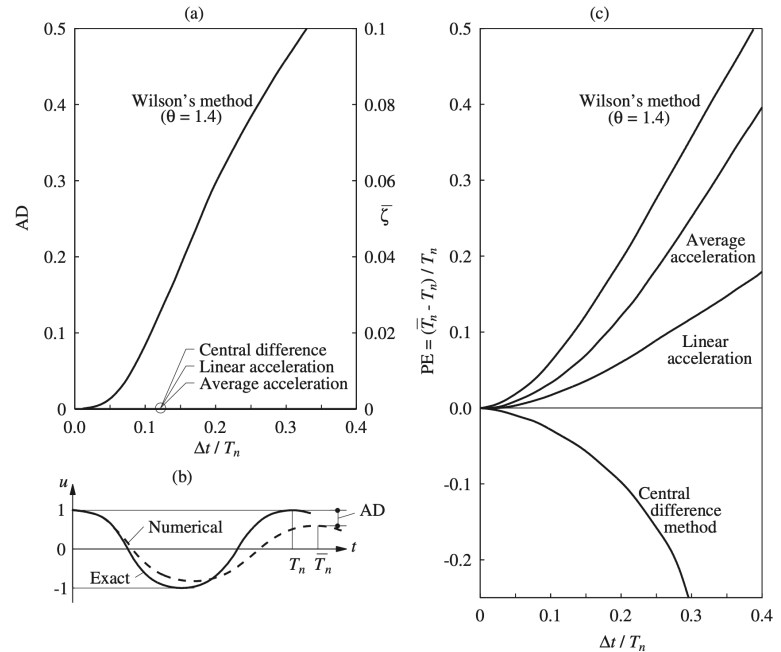 (a)
0.5
0.4
0.3
0.2
0.1
0
AD
0.1
0.08
0.06
0.04
0.02
0
ζ̅
Wilson's method
(θ = 1.4)
Central difference
Linear acceleration
Average acceleration
0.0
0.1
0.2
0.3
0.4
Δt / Tₙ
(b)
u
1
0
-1
Numerical
Exact
AD
t
Tₙ
T̅ₙ
(c)
0.5
0.4
0.3
0.2
0.1
0.0
-0.1
-0.2
PE = (T̅ₙ - Tₙ) / Tₙ
Wilson's method
(θ = 1.4)
Average
acceleration
Linear
acceleration
Central
difference
method
0
0.1
0.2
0.3
0.4
Δt / Tₙ